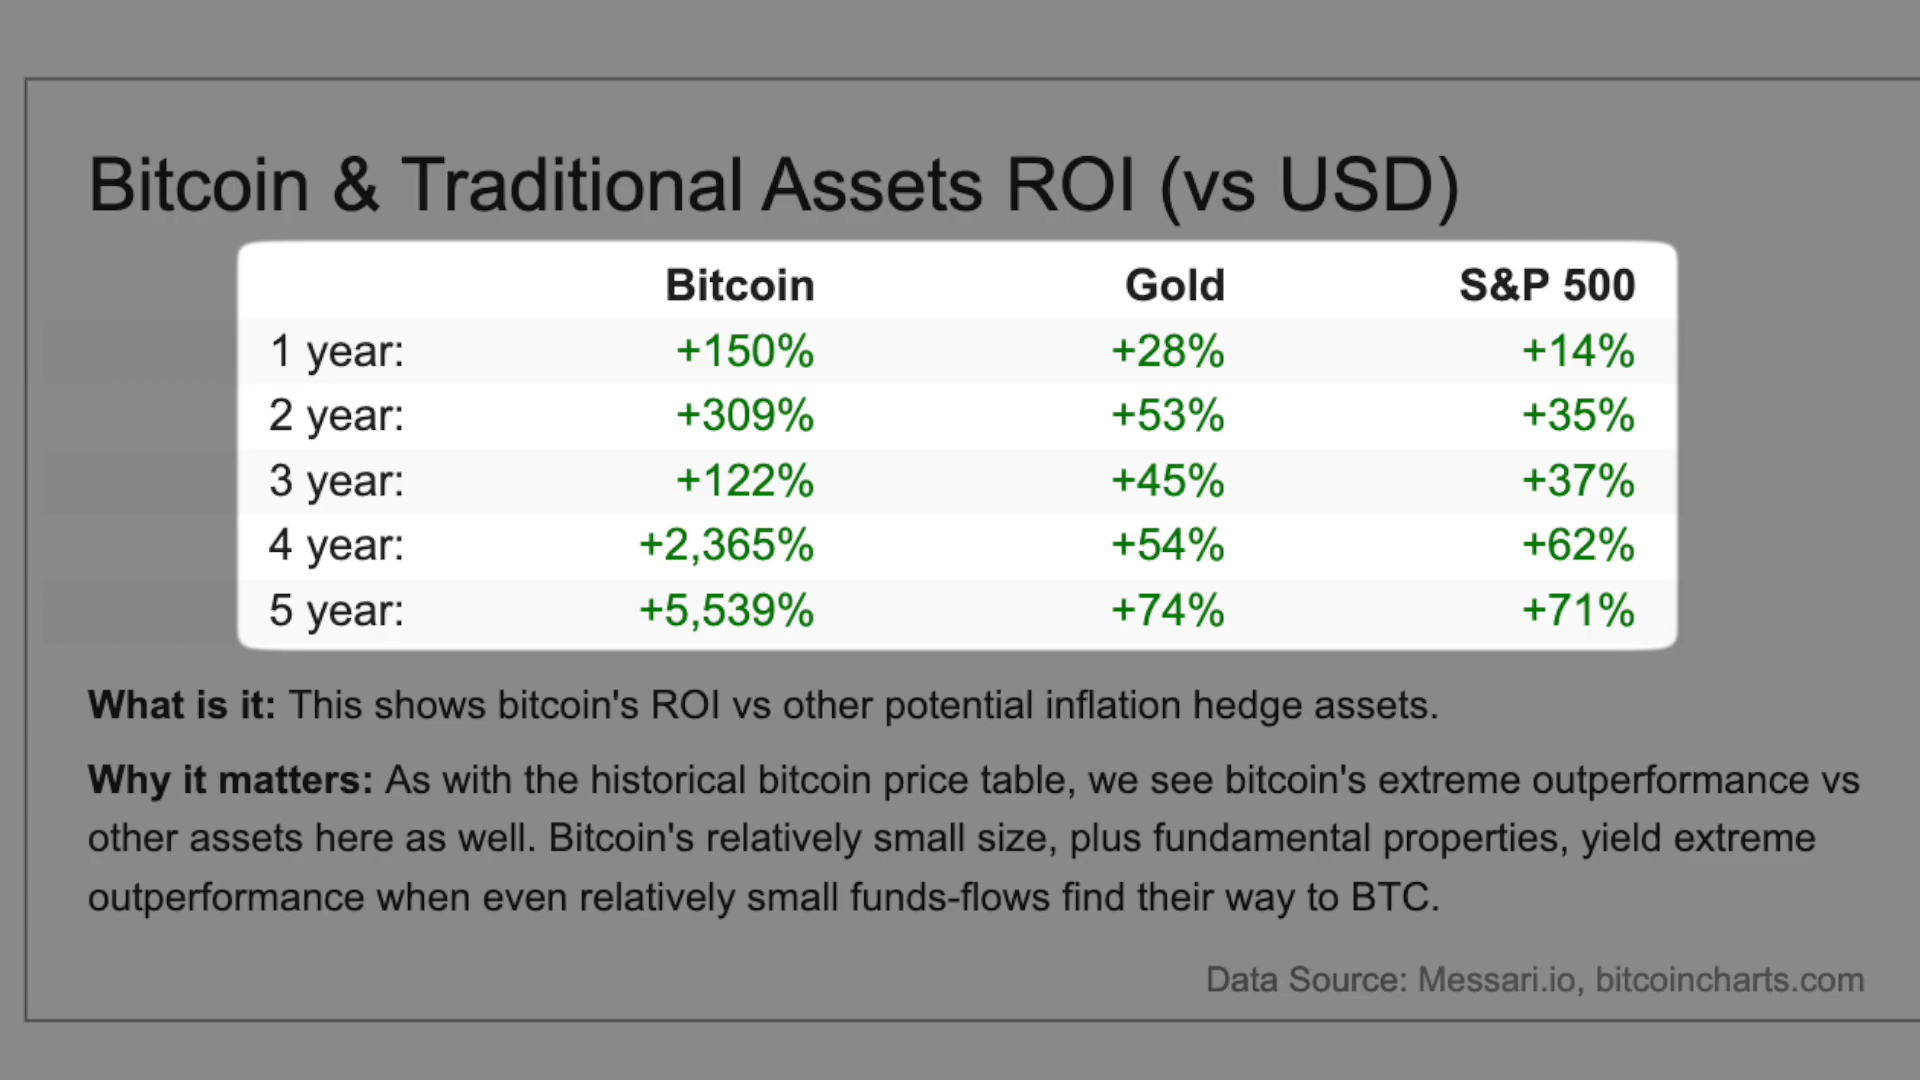 Bitcoin & Traditional Assets ROI (vs USD)
Bitcoin Gold S&P 500
1 year: +150% +28% +14%
2 year: +309% +53% +35%
3 year: +122% +45% +37%
4 year: +2,365% +54% +62%
5 year: +5,539% +74% +71%
What is it: This shows bitcoin's ROI vs other potential inflation hedge assets.
Why it matters: As with the historical bitcoin price table, we see bitcoin's extreme outperformance vs
other assets here as well. Bitcoin's relatively small size, plus fundamental properties, yield extreme
outperformance when even relatively small funds-flows find their way to BTC.
Data Source: Messari.io, bitcoincharts.com